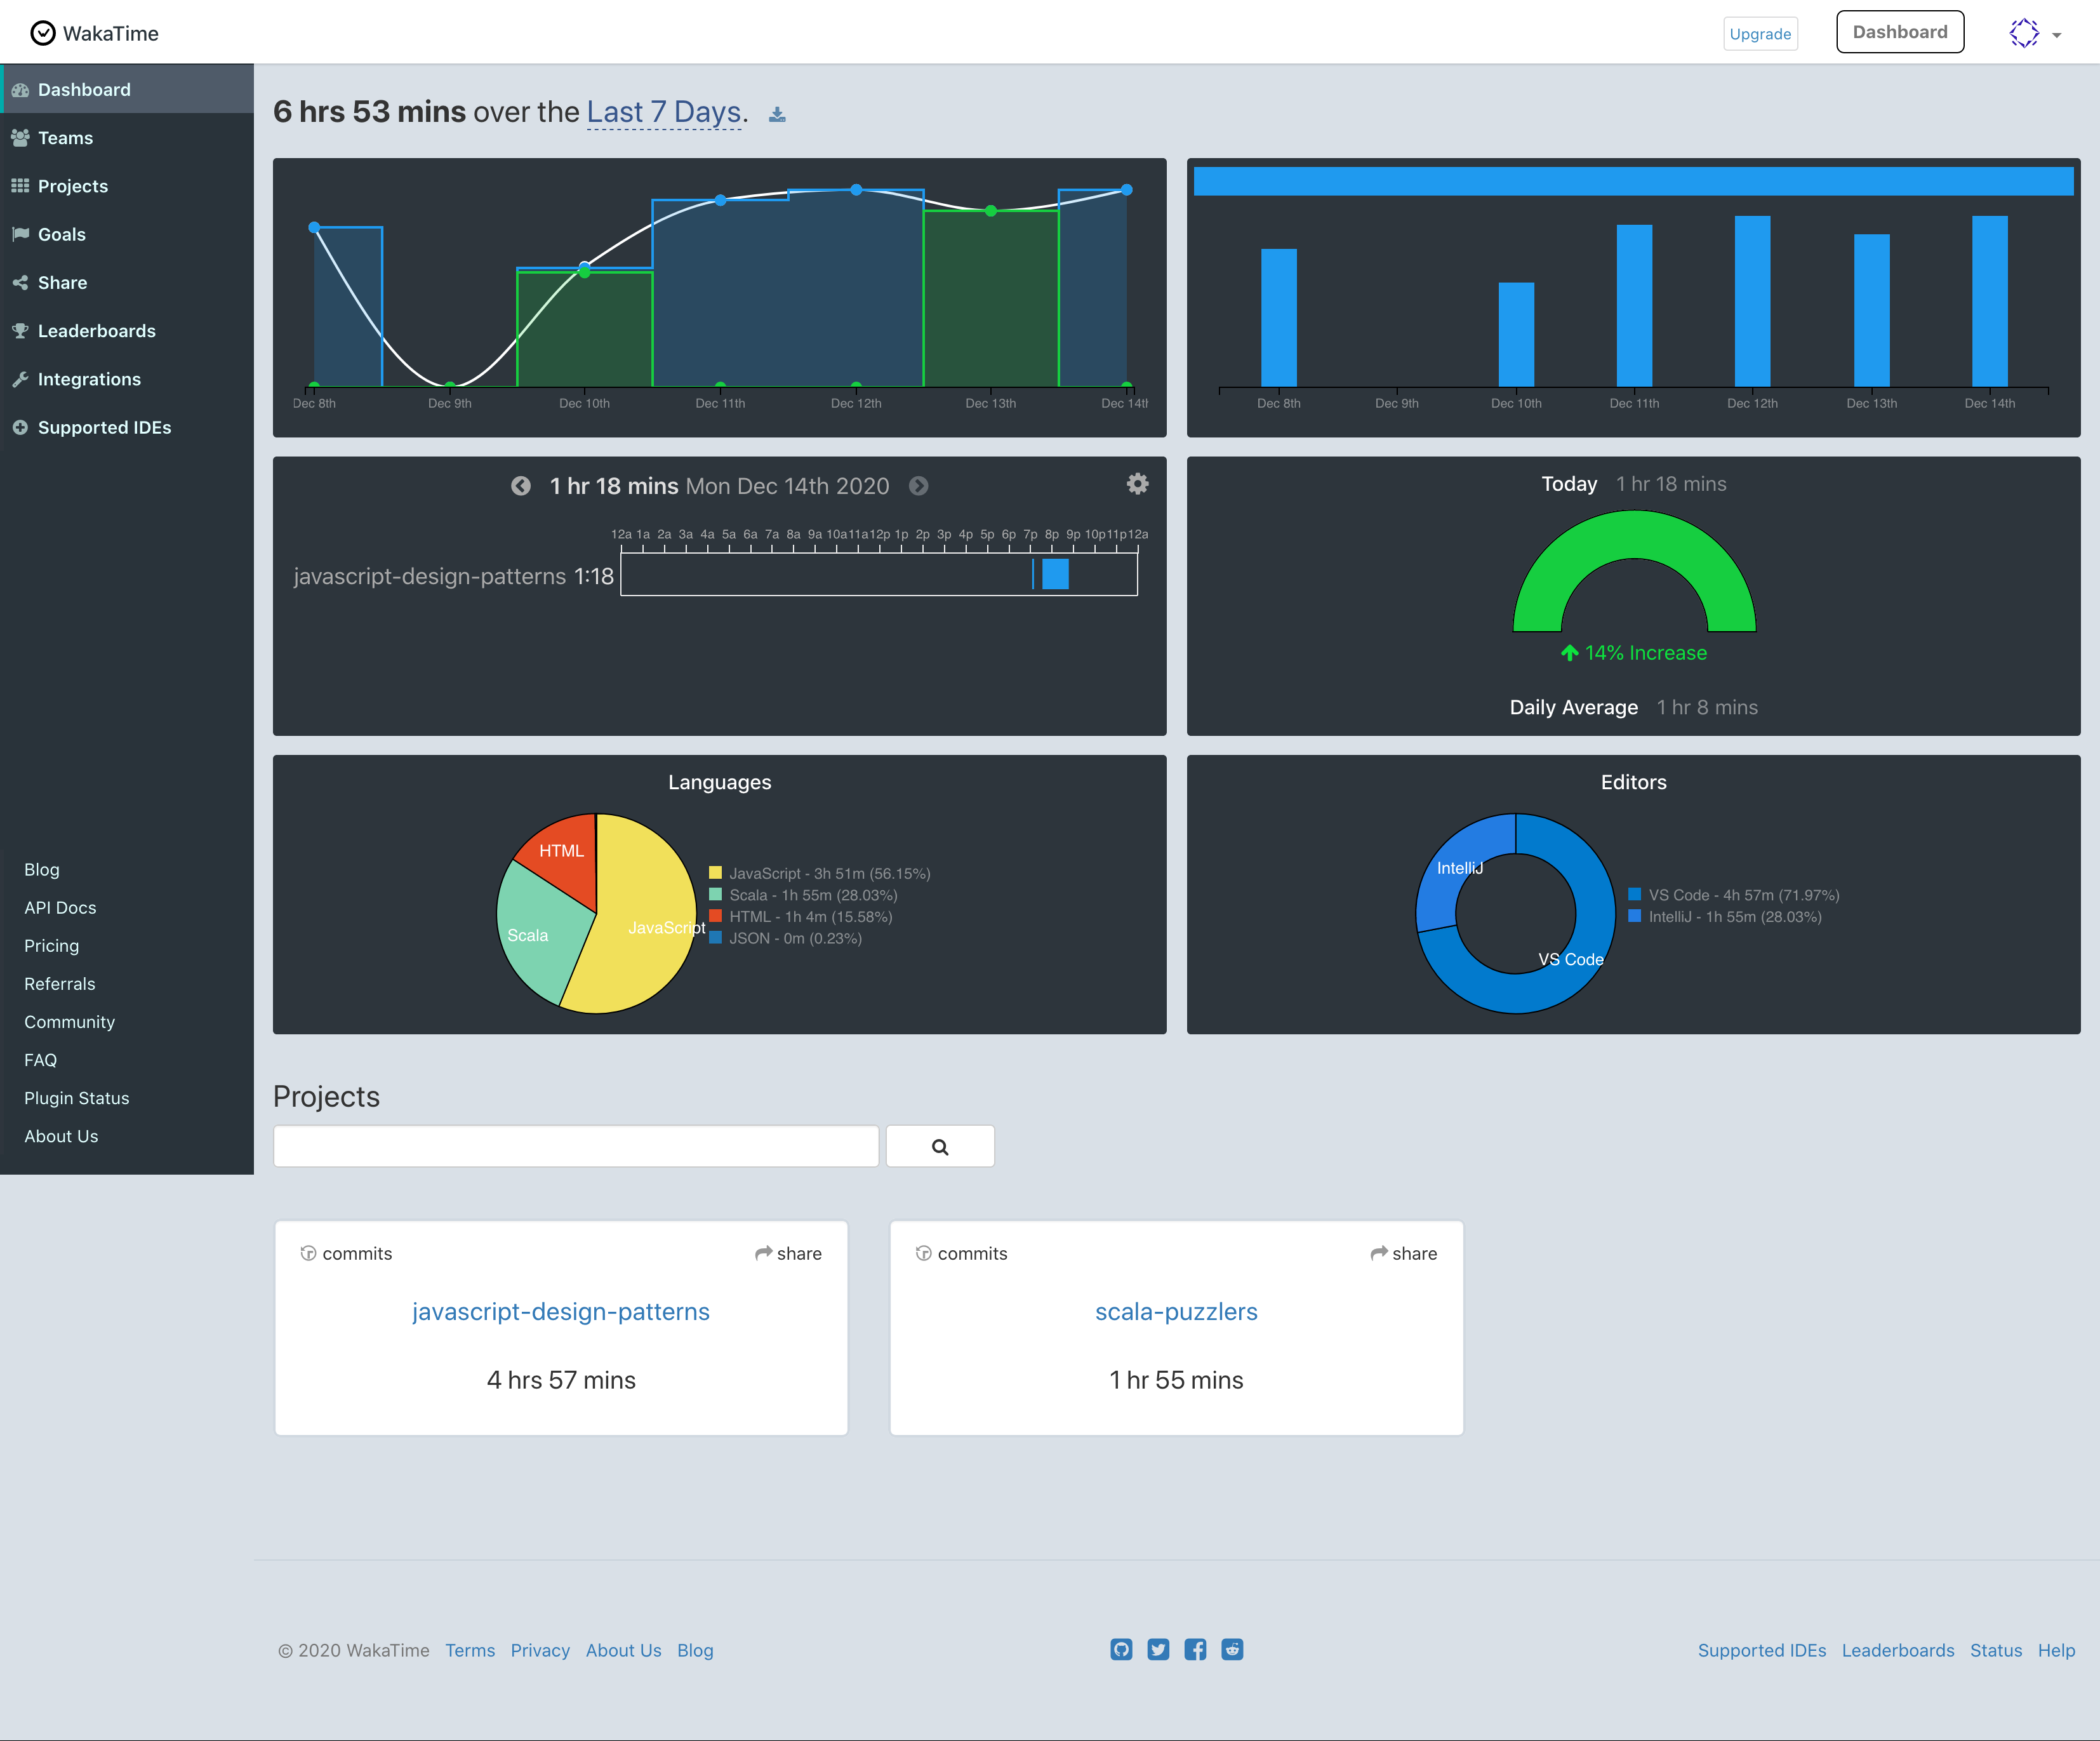 WakaTime
Upgrade
Dashboard
Dashboard
Teams
Projects
Goals
Share
Leaderboards
Integrations
Supported IDEs
Blog
API Docs
Pricing
Referrals
Community
FAQ
Plugin Status
About Us
6 hrs 53 mins over the Last 7 Days.
Dec 8th Dec 9th Dec 10th Dec 11th Dec 12th Dec 13th Dec 14th
Dec 8th Dec 9th Dec 10th Dec 11th Dec 12th Dec 13th Dec 14th
1 hr 18 mins Mon Dec 14th 2020
12a 1a 2a 3a 4a 5a 6a 7a 8a 9a 10a 11a 12p 1p 2p 3p 4p 5p 6p 7p 8p 9p 10p 11p 12a
javascript-design-patterns 1:18
Today 1 hr 18 mins
14% Increase
Daily Average 1 hr 8 mins
Languages
HTML
Scala
JavaScript
JavaScript - 3h 51m (56.15%)
Scala - 1h 55m (28.03%)
HTML - 1h 4m (15.58%)
JSON - 0m (0.23%)
Editors
IntelliJ
VS Code
VS Code - 4h 57m (71.97%)
IntelliJ - 1h 55m (28.03%)
Projects
commits share
javascript-design-patterns
4 hrs 57 mins
commits share
scala-puzzlers
1 hr 55 mins
© 2020 WakaTime Terms Privacy About Us Blog
Supported IDEs Leaderboards Status Help